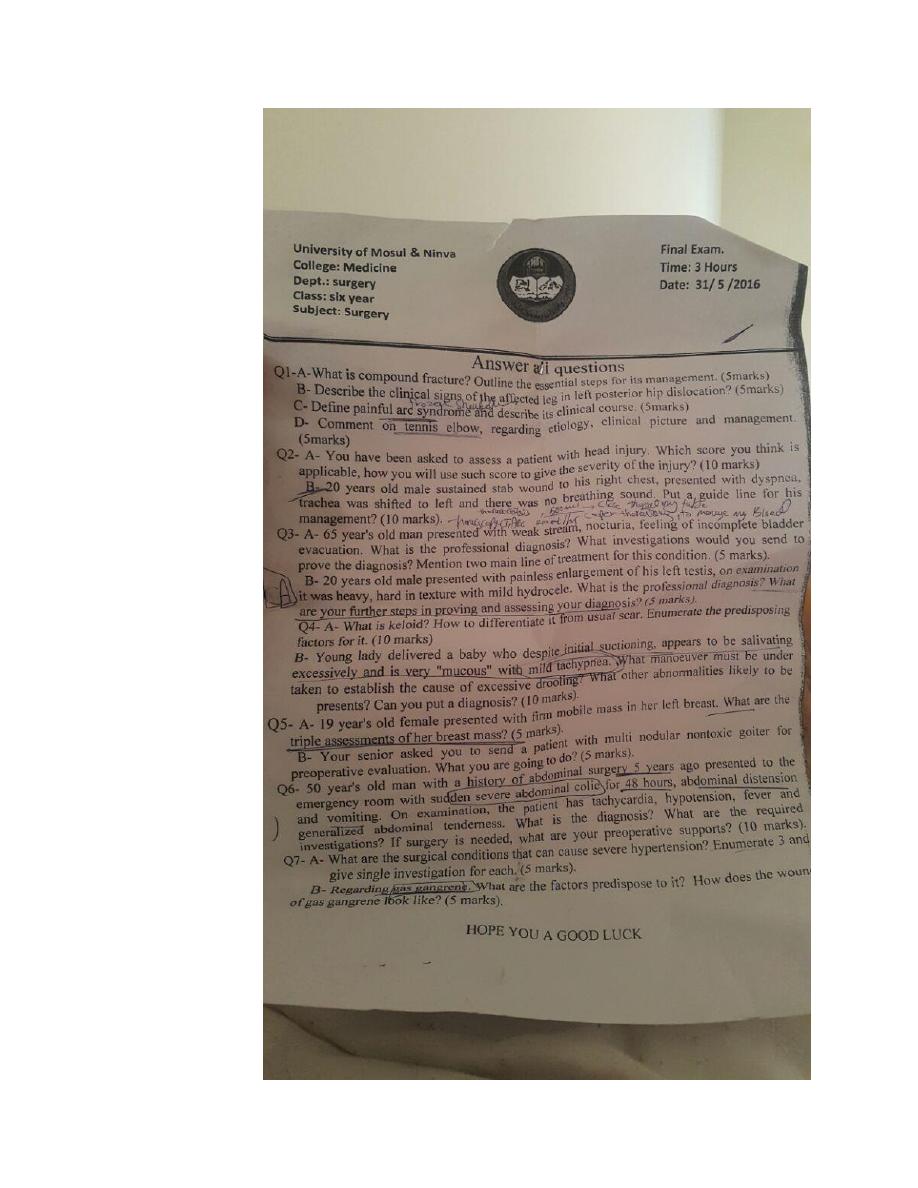 University of Mosul & Ninva
College: Medicine
Dept.: surgery
Class: six year
Subject: Surgery
Final Exam.
Time: 3 Hours
Date: 31/ 5 /2016
Answer all questions
Q1-A-What is compound fracture? Outline the essential steps for its management. (5marks)
B- Describe the clinical signs of the affected leg in left posterior hip dislocation? (5marks)
C- Define painful arc syndrome and describe its clinical course. (5marks)
D- Comment on tennis elbow, regarding etiology, clinical picture and management.
(5marks)
Q2- A- You have been asked to assess a patient with head injury. Which score you think is
applicable, how you will use such score to give the severity of the injury? (10 marks)
B- 20 years old male sustained stab wound to his right chest, presented with dyspnea,
trachea was shifted to left and there was no breathing sound. Put a guide line for his
management? (10 marks).
Q3- A- 65 year's old man presented with weak stream, nocturia, feeling of incomplete bladder
evacuation. What is the professional diagnosis? What investigations would you send to
prove the diagnosis? Mention two main line of treatment for this condition. (5 marks).
B- 20 years old male presented with painless enlargement of his left testis, on examination
A
it was heavy, hard in texture with mild hydrocele. What is the professional diagnosis? What
are your further steps in proving and assessing your diagnosis? (5 marks).
Q4- A- What is keloid? How to differentiate it from usual scar. Enumerate the predisposing
factors for it. (10 marks)
B- Young lady delivered a baby who despite initial suctioning, appears to be salivating
excessively and is very "mucous" with mild tachypnea. What manoeuver must be under
taken to establish the cause of excessive drooling? What other abnormalities likely to be
presents? Can you put a diagnosis? (10 marks).
Q5- A- 19 year's old female presented with firm mobile mass in her left breast. What are the
triple assessments of her breast mass? (5 marks).
B- Your senior asked you to send a patient with multi nodular nontoxic goiter for
preoperative evaluation. What you are going to do? (5 marks).
Q6- 50 year's old man with a history of abdominal surgery 5 years ago presented to the
emergency room with sudden severe abdominal colic for 48 hours, abdominal distension
and vomiting. On examination, the patient has tachycardia, hypotension, fever and
generalized abdominal tenderness. What is the diagnosis? What are the required
investigations? If surgery is needed, what are your preoperative supports? (10 marks).
Q7- A- What are the surgical conditions that can cause severe hypertension? Enumerate 3 and
give single investigation for each. (5 marks).
B- Regarding gas gangrene. What are the factors predispose to it? How does the woun
of gas gangrene look like? (5 marks).
HOPE YOU A GOOD LUCK